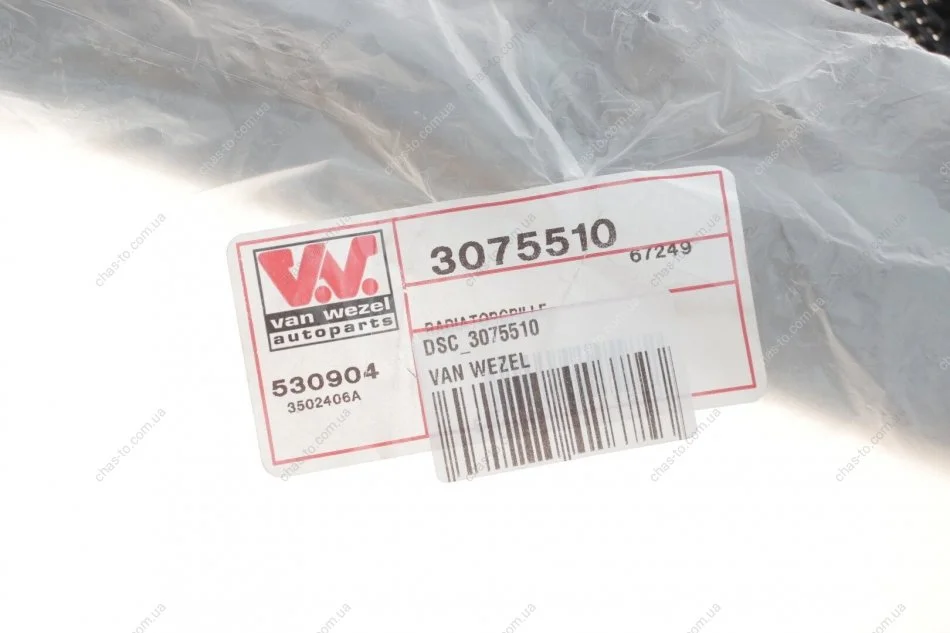 V.W.
van wezel
autoparts
530904
3502406A
3075510
67249
RADIATORGRILLE
DSC_3075510
VAN WEZEL
chas-to.com.ua